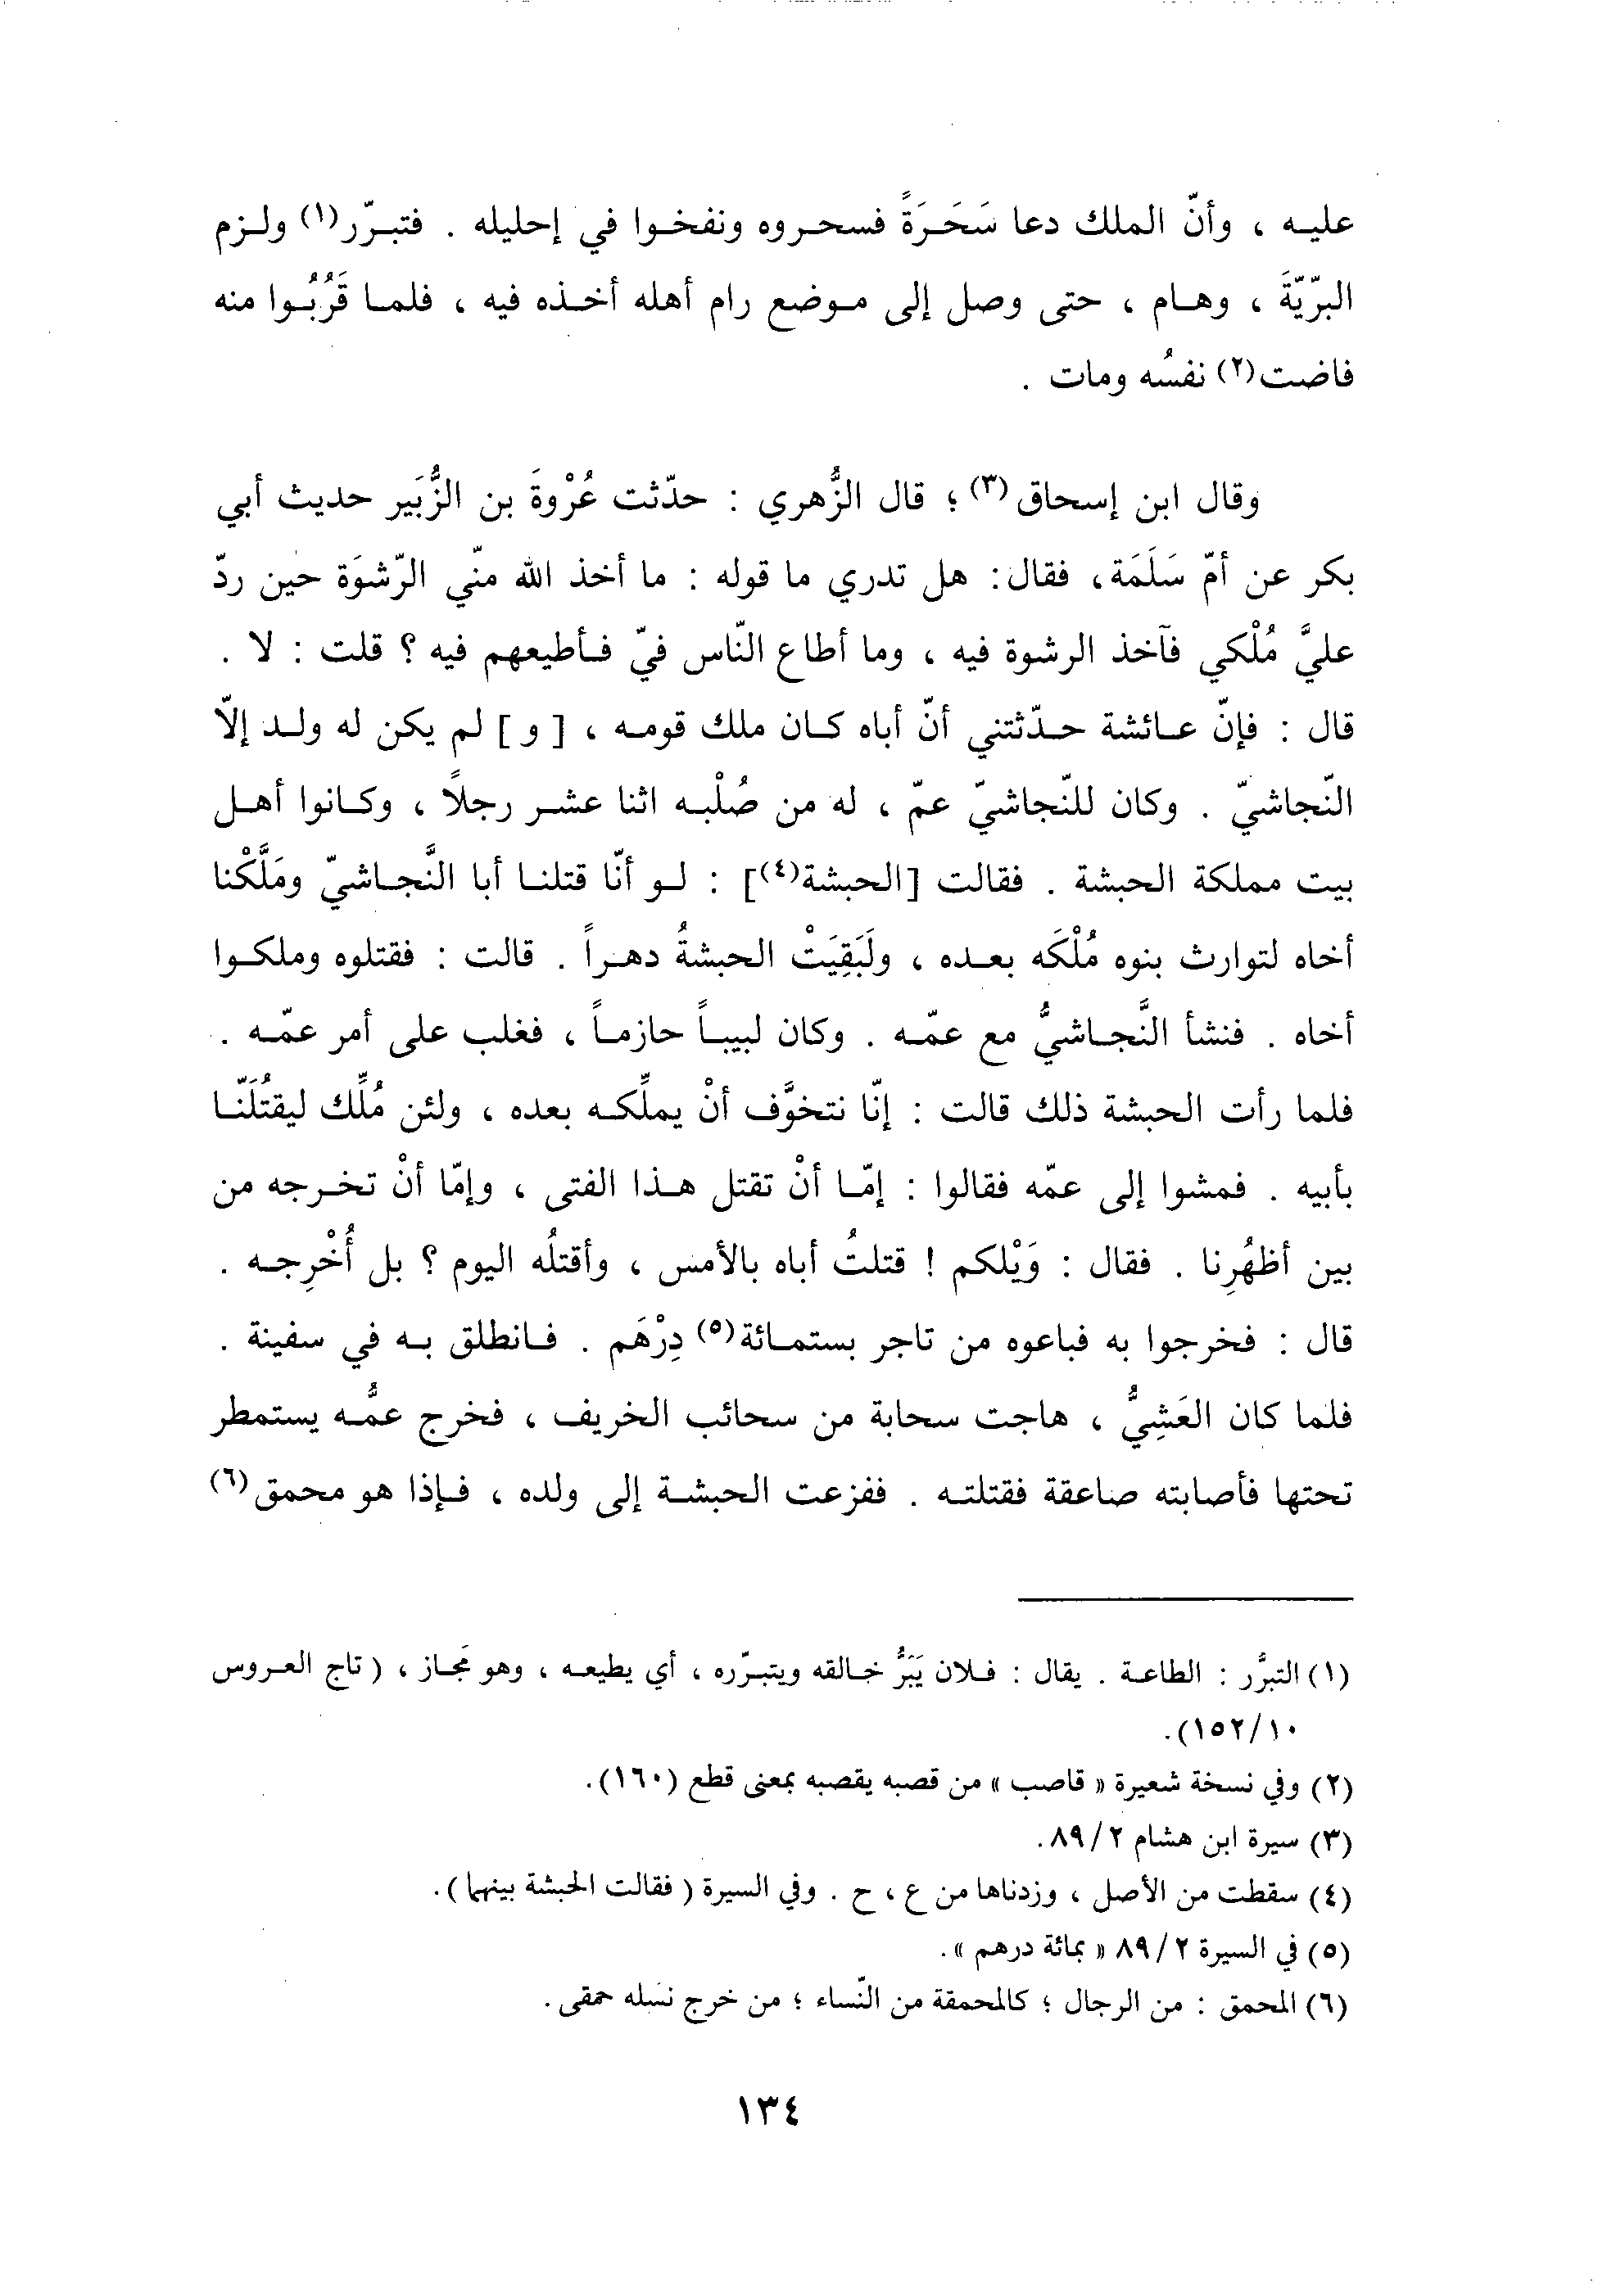 عليه ، وأنّ الملك دعا سَحَرَةً فسحروه ونفخوا في إحليله . فتبرّر(١) ولزم
البرّيّةَ ، وهام ، حتى وصل إلى موضع رام أهله أخذه فيه ، فلما قَرُبُوا منه
فاضت(٢) نفسُه ومات .
وقال ابن إسحاق(٣) ؛ قال الزُّهري : حدّثت عُرْوةَ بن الزُّبَير حديث أبي
بكر عن أمّ سَلَمَة، فقال: هل تدري ما قوله : ما أخذ الله منّي الرّشوَة حين ردّ
عليَّ مُلْكي فآخذ الرشوة فيه ، وما أطاع النّاس فيّ فأطيعهم فيه ؟ قلت : لا .
قال : فإنّ عائشة حدّثتني أنّ أباه كان ملك قومه ، [ و ] لم يكن له ولد إلّا
النّجاشيّ . وكان للنّجاشيّ عمّ ، له من صُلْبه اثنا عشر رجلاً ، وكانوا أهل
بيت مملكة الحبشة . فقالت [الحبشة(٤)] : لو أنّا قتلنا أبا النَّجاشيّ ومَلَّكْنا
أخاه لتوارث بنوه مُلْكَه بعده ، ولَبَقِيَتْ الحبشةُ دهراً . قالت : فقتلوه وملكوا
أخاه . فنشأ النَّجاشيُّ مع عمّه . وكان لبيباً حازماً ، فغلب على أمر عمّه .
فلما رأت الحبشة ذلك قالت : إنّا نتخوَّف أنْ يملِّكه بعده ، ولئن مُلِّك ليقتُلَنّا
بأبيه . فمشوا إلى عمّه فقالوا : إمّا أنْ تقتل هذا الفتى ، وإمّا أنْ تخرجه من
بين أظهُرِنا . فقال : وَيْلكم ! قتلتُ أباه بالأمس ، وأقتلُه اليوم ؟ بل أُخْرِجه .
قال : فخرجوا به فباعوه من تاجر بستمائة(٥) دِرْهَم . فانطلق به في سفينة .
فلما كان العَشِيُّ ، هاجت سحابة من سحائب الخريف ، فخرج عمُّه يستمطر
تحتها فأصابته صاعقة فقتلته . ففزعت الحبشة إلى ولده ، فإذا هو محمق(٦)
(١) التبرُّر : الطاعة . يقال : فلان يَبَرُّ خالقه ويتبرّره ، أي يطيعه ، وهو مَجاز ، ( تاج العروس
١٥٢/١٠).
(٢) وفي نسخة شعيرة « قاصب » من قصبه يقصبه بمعنى قطع (١٦٠).
(٣) سيرة ابن هشام ٨٩/٢.
(٤) سقطت من الأصل ، وزدناها من ع ، ح . وفي السيرة ( فقالت الحبشة بينهما ).
(٥) في السيرة ٨٩/٢ « بمائة درهم ».
(٦) المحمق : من الرجال ؛ كالمحمقة من النّساء ؛ من خرج نسله حمقى.
١٣٤